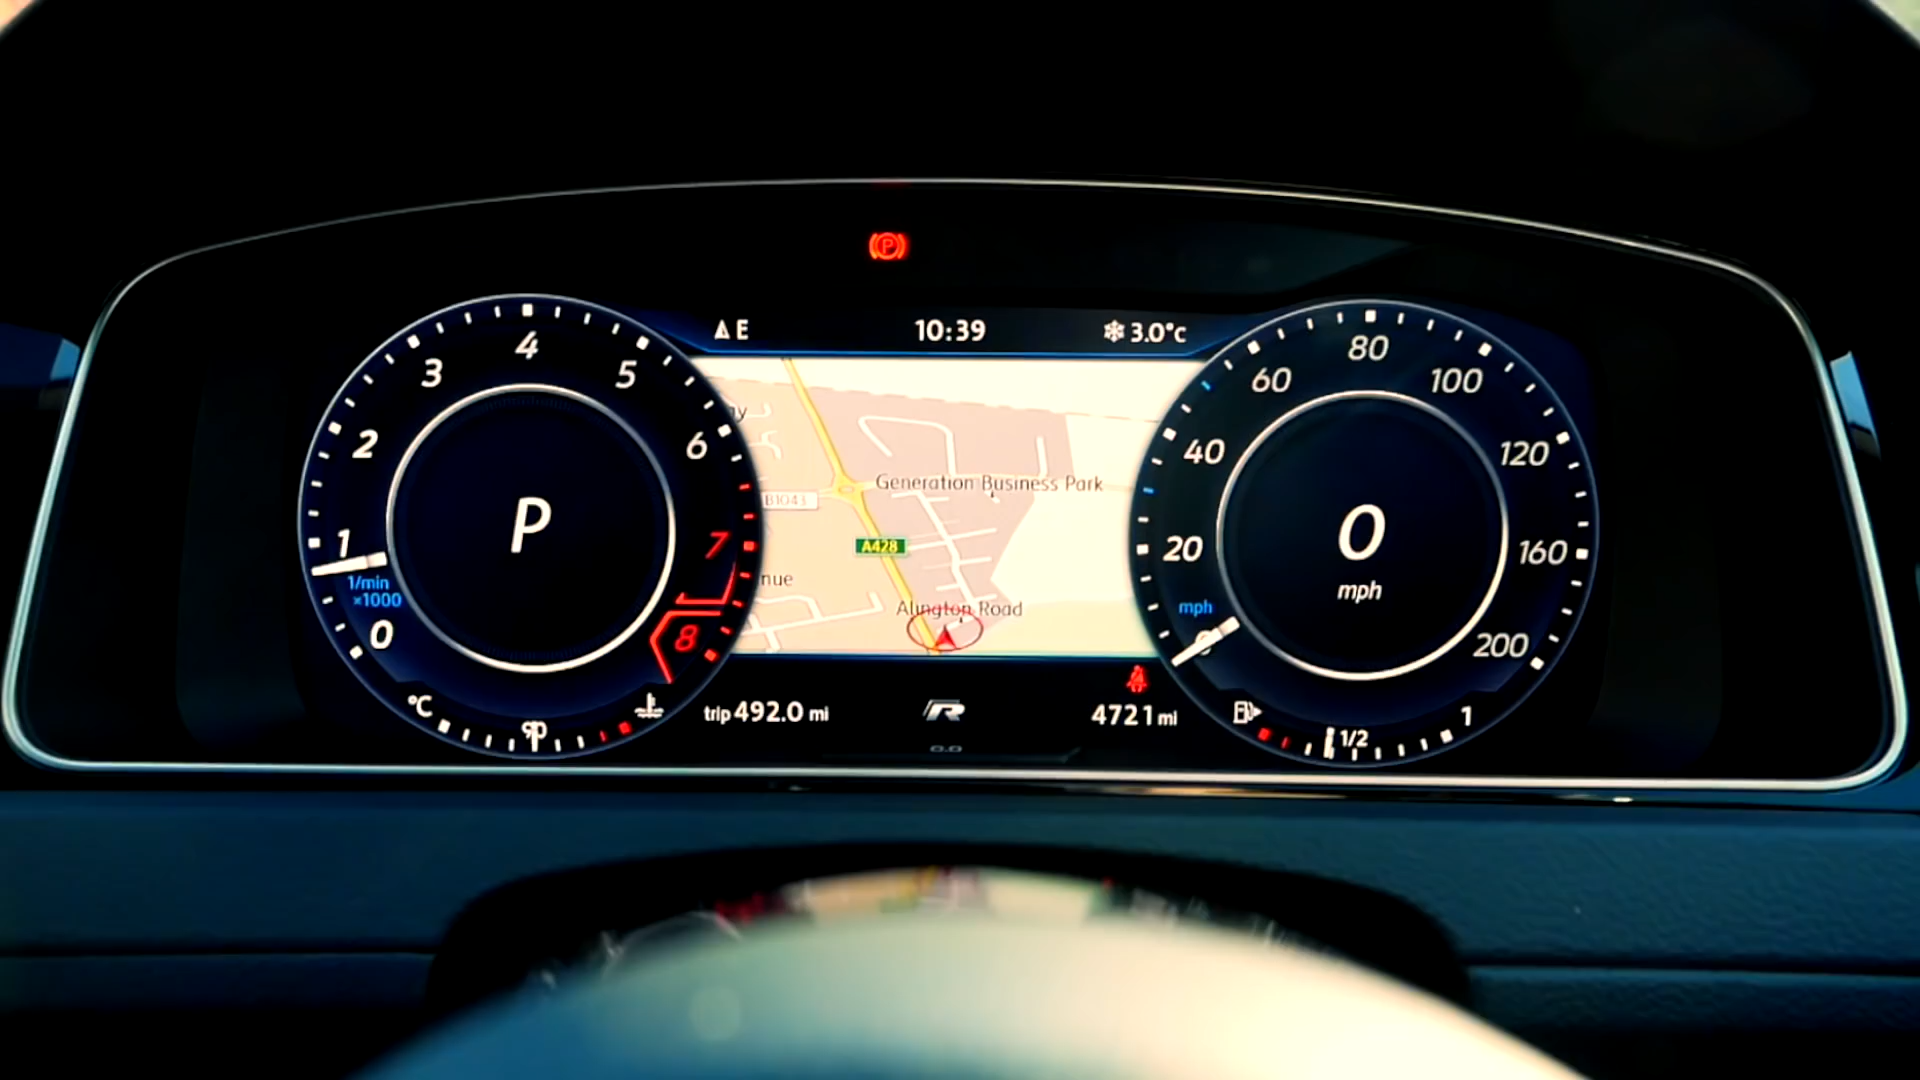 P
E
10:39
3.0°C
4
3
5
2
6
1
7
1/min
×1000
0
8
P
°C
90
B1043
Generation Business Park
A428
nue
Alington Road
trip 492.0 mi
R
4721 mi
80
60
100
40
120
20
160
mph
0
200
0
mph
1/2
1